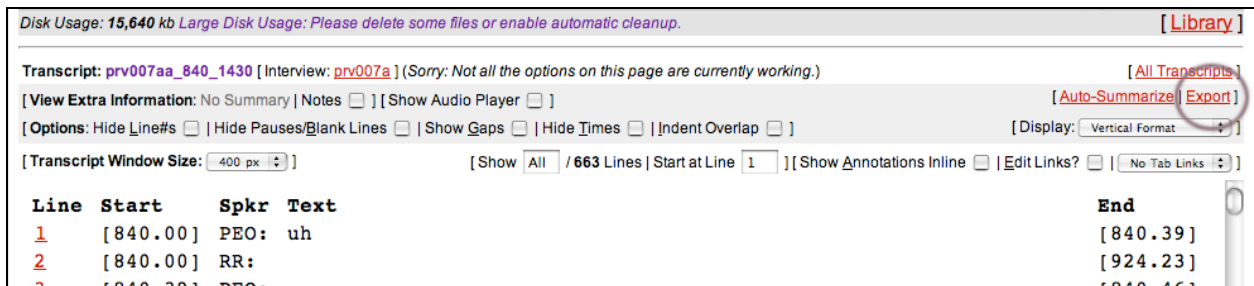 Disk Usage: 15,640 kb Large Disk Usage: Please delete some files or enable automatic cleanup. [ Library ]
Transcript: prv007aa_840_1430 [ Interview: prv007a ] (Sorry: Not all the options on this page are currently working.) [ All Transcripts ]
[ View Extra Information: No Summary | Notes ] [ Show Audio Player ] [ Auto-Summarize | Export ]
[ Options: Hide Line#s | Hide Pauses/Blank Lines | Show Gaps | Hide Times | Indent Overlap ] [ Display: Vertical Format ]
[ Transcript Window Size: 400 px ] [ Show All / 663 Lines | Start at Line 1 ] [ Show Annotations Inline | Edit Links? | No Tab Links ]
Line Start Spkr Text End
1 [840.00] PEO: uh [840.39]
2 [840.00] RR: [924.23]